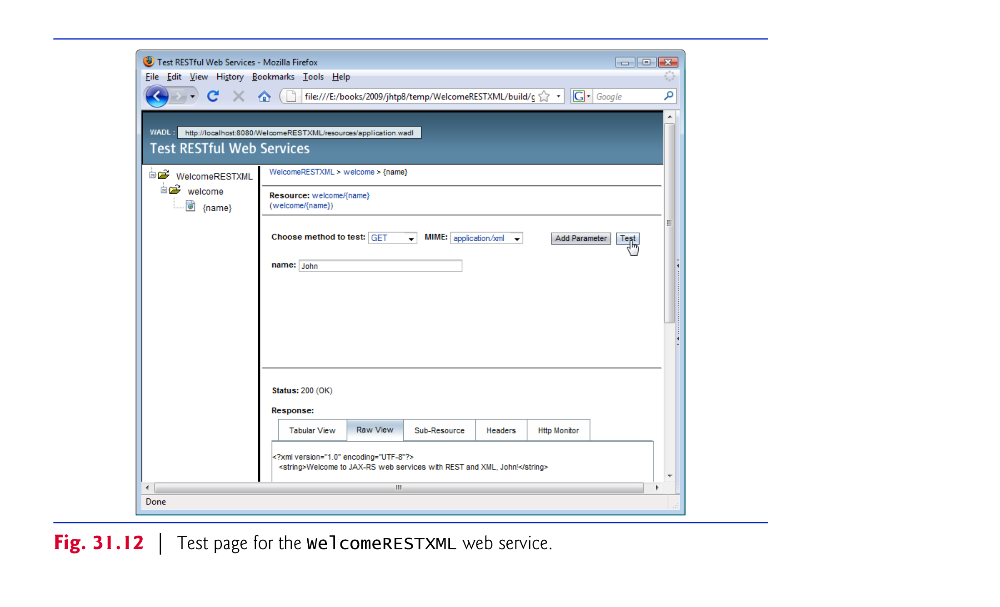 Test RESTful Web Services - Mozilla Firefox
File Edit View History Bookmarks Tools Help
file:///E:/books/2009/jhtp8/temp/WelcomeRESTXML/build/g
G Google
WADL : http://localhost:8080/WelcomeRESTXML/resources/application.wadl
Test RESTful Web Services
WelcomeRESTXML
welcome
{name}
WelcomeRESTXML > welcome > {name}
Resource: welcome/{name}
(welcome/{name})
Choose method to test: GET MIME: application/xml Add Parameter Test
name: John
Status: 200 (OK)
Response:
Tabular View Raw View Sub-Resource Headers Http Monitor
<?xml version="1.0" encoding="UTF-8"?>
<string>Welcome to JAX-RS web services with REST and XML, John!</string>
Done
Fig. 31.12 | Test page for the WelcomeRESTXML web service.